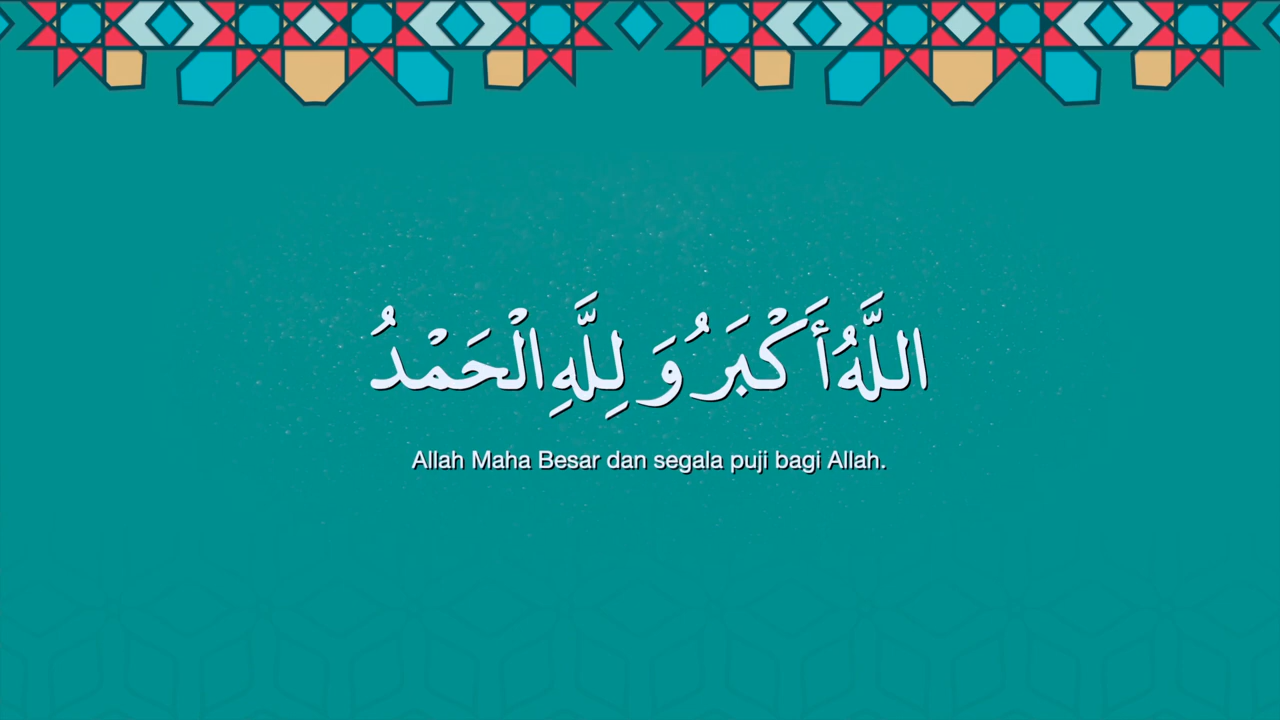 اللَّهُ أَكْبَرُ وَ لِلَّهِ الْحَمْدُ
Allah Maha Besar dan segala puji bagi Allah.